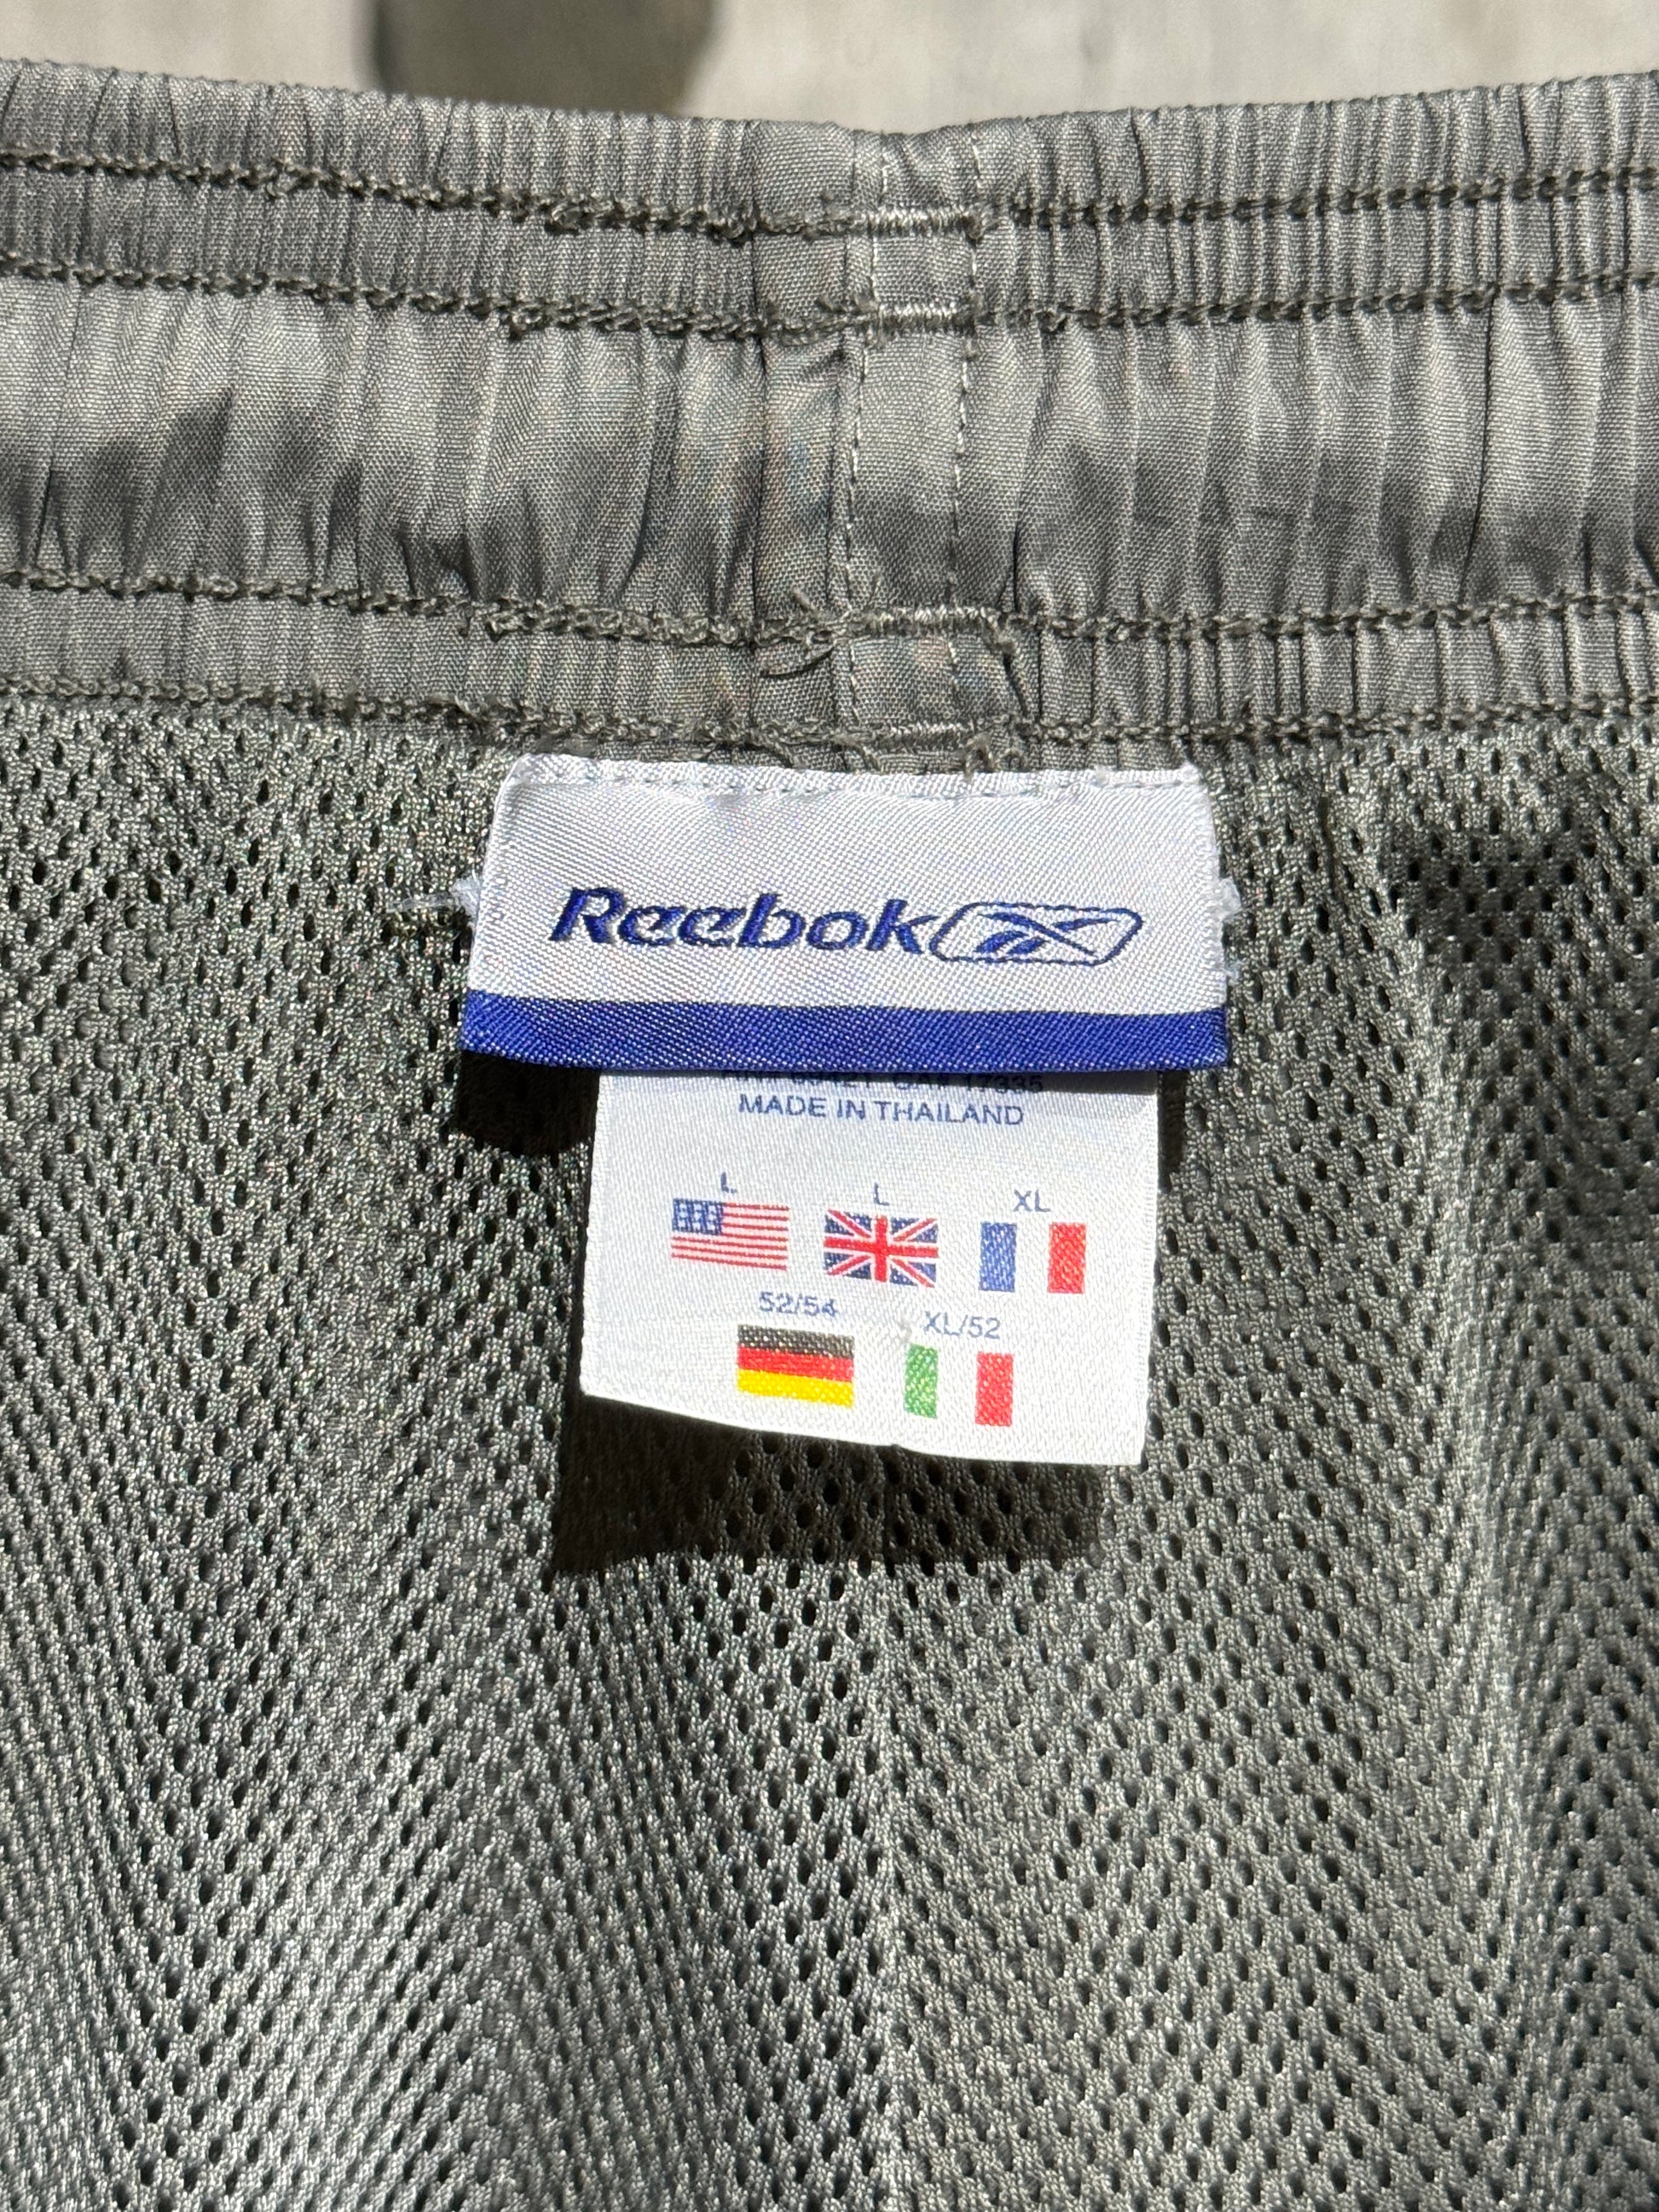 Reebok
MADE IN THAILAND
L L XL
52/54 XL/52